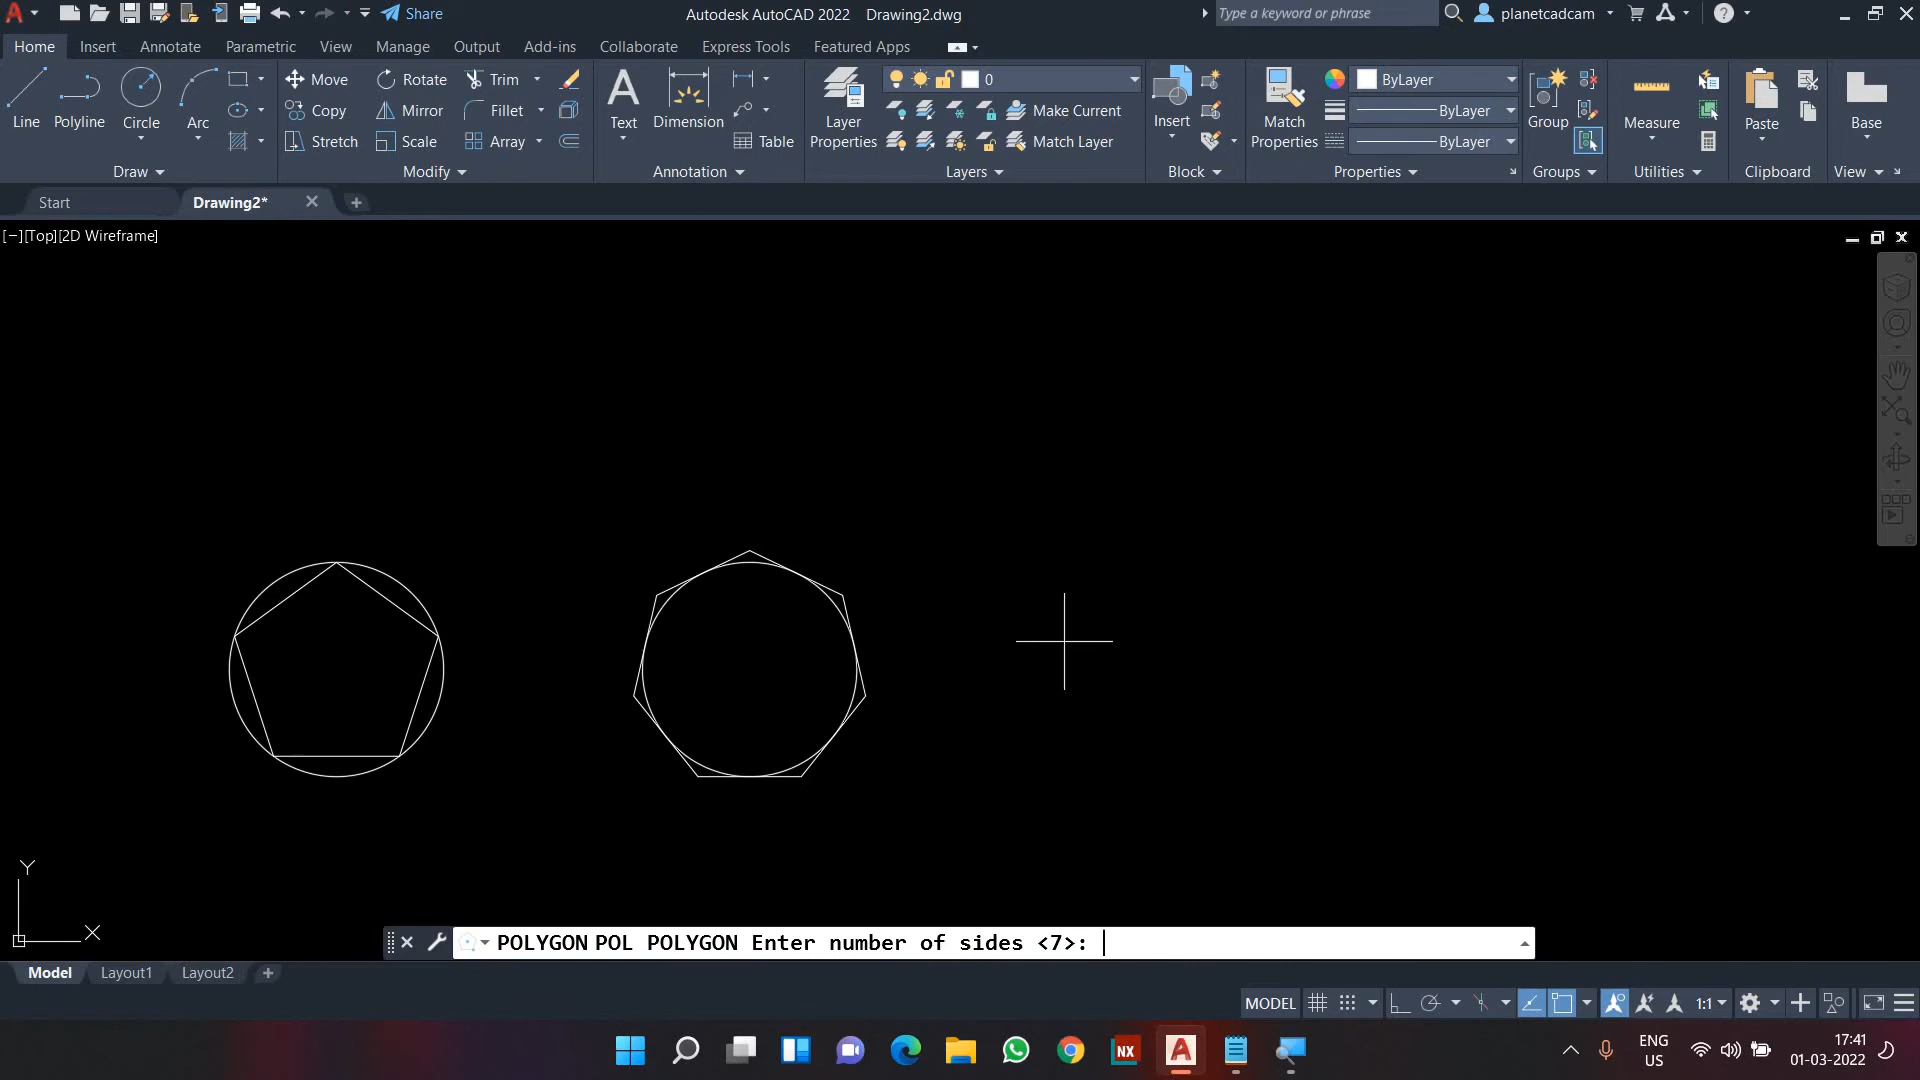 Share
Autodesk AutoCAD 2022 Drawing2.dwg
Type a keyword or phrase
planetcadcam
Home Insert Annotate Parametric View Manage Output Add-ins Collaborate Express Tools Featured Apps
Line Polyline Circle Arc
Move Rotate Trim
Copy Mirror Fillet
Stretch Scale Array
Text Dimension Table
Layer Properties
0
Make Current
Match Layer
Insert
Match Properties
ByLayer
ByLayer
ByLayer
Group
Measure
Paste
Base
Draw Modify Annotation Layers Block Properties Groups Utilities Clipboard View
Start Drawing2*
[−][Top][2D Wireframe]
Y
X
POLYGON POL POLYGON Enter number of sides <7>:
Model Layout1 Layout2
MODEL 1:1
NX
A
ENG
US
17:41
01-03-2022